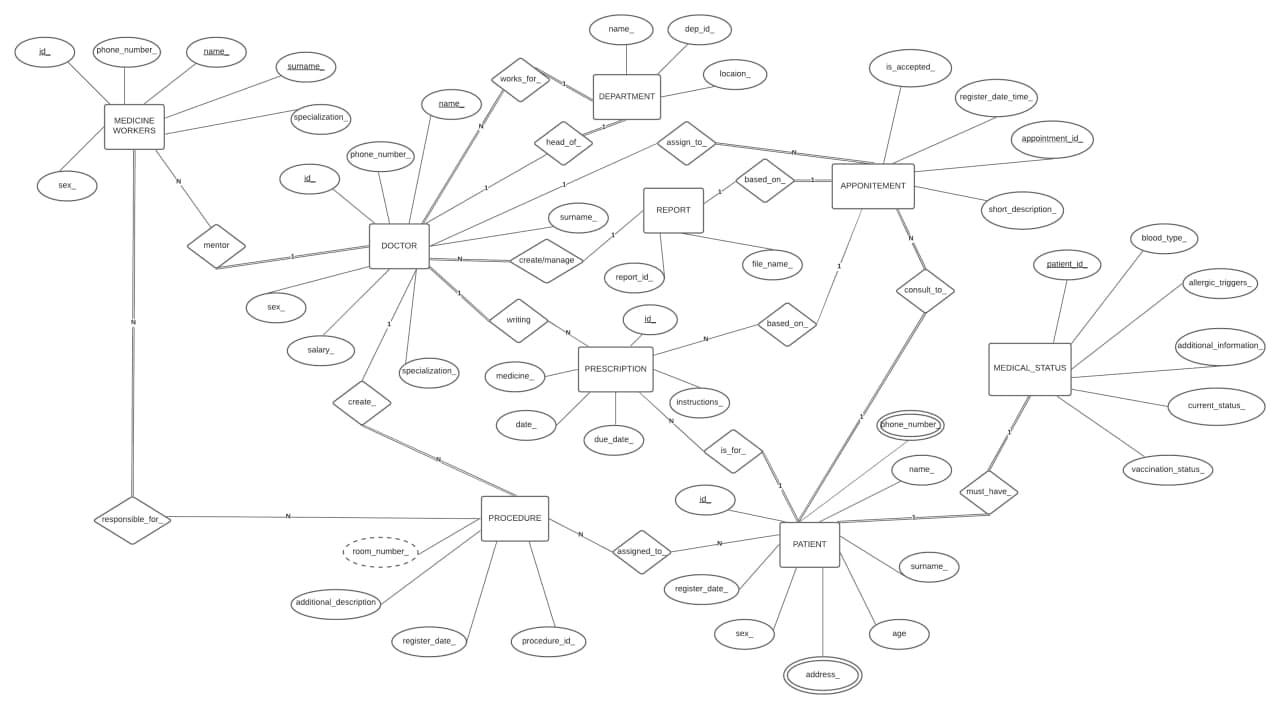 name_
dep_id_
id_
phone_number_
name_
surname_
works_for_
1
locaion_
is_accepted_
DEPARTMENT
register_date_time_
MEDICINE
WORKERS
specialization_
name_
N
head_of_
1
assign_to_
N
appointment_id_
phone_number_
sex_
N
id_
1
1
REPORT
1
based_on_
1
APPONITEMENT
short_description_
mentor
1
DOCTOR
surname_
1
N
create/manage
report_id_
file_name_
N
blood_type_
patient_id_
allergic_triggers_
1
consult_to_
sex_
1
writing
N
id_
based_on_
1
N
N
salary_
1
additional_information_
specialization_
medicine_
PRESCRIPTION
instructions_
MEDICAL_STATUS
create_
date_
due_date_
N
1
current_status_
phone_number_
1
N
is_for_
name_
vaccination_status_
1
id_
must_have_
responsible_for_
N
PROCEDURE
1
N
N
PATIENT
room_number_
assigned_to_
surname_
register_date_
additional_description
sex_
age
register_date_
procedure_id_
address_